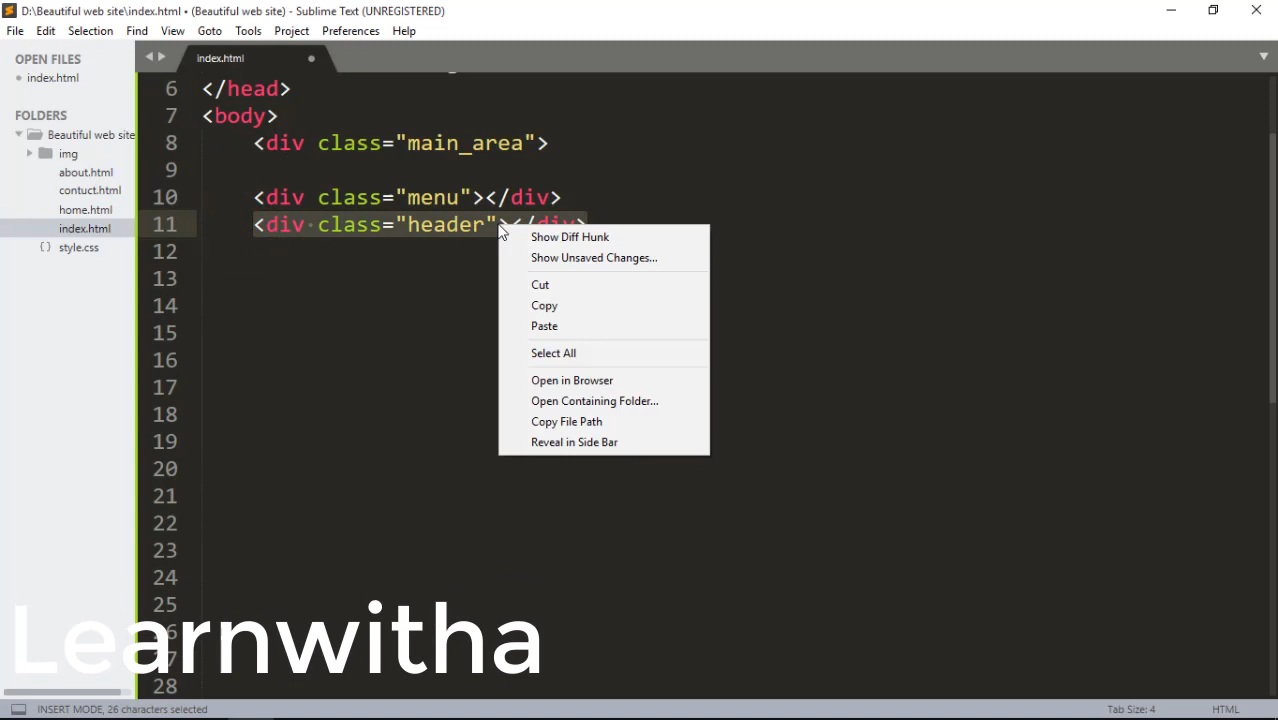 D:\Beautiful web site\index.html • (Beautiful web site) - Sublime Text (UNREGISTERED)
File Edit Selection Find View Goto Tools Project Preferences Help
OPEN FILES
index.html
FOLDERS
Beautiful web site
img
about.html
contuct.html
home.html
index.html
style.css
index.html
6 </head>
7 <body>
8 <div class="main_area">
9
10 <div class="menu"></div>
11 <div class="header"></div>
12
13
14
15
16
17
18
19
20
21
22
23
24
25
26
27
28
Show Diff Hunk
Show Unsaved Changes...
Cut
Copy
Paste
Select All
Open in Browser
Open Containing Folder...
Copy File Path
Reveal in Side Bar
Learnwitha
INSERT MODE, 26 characters selected
Tab Size: 4
HTML